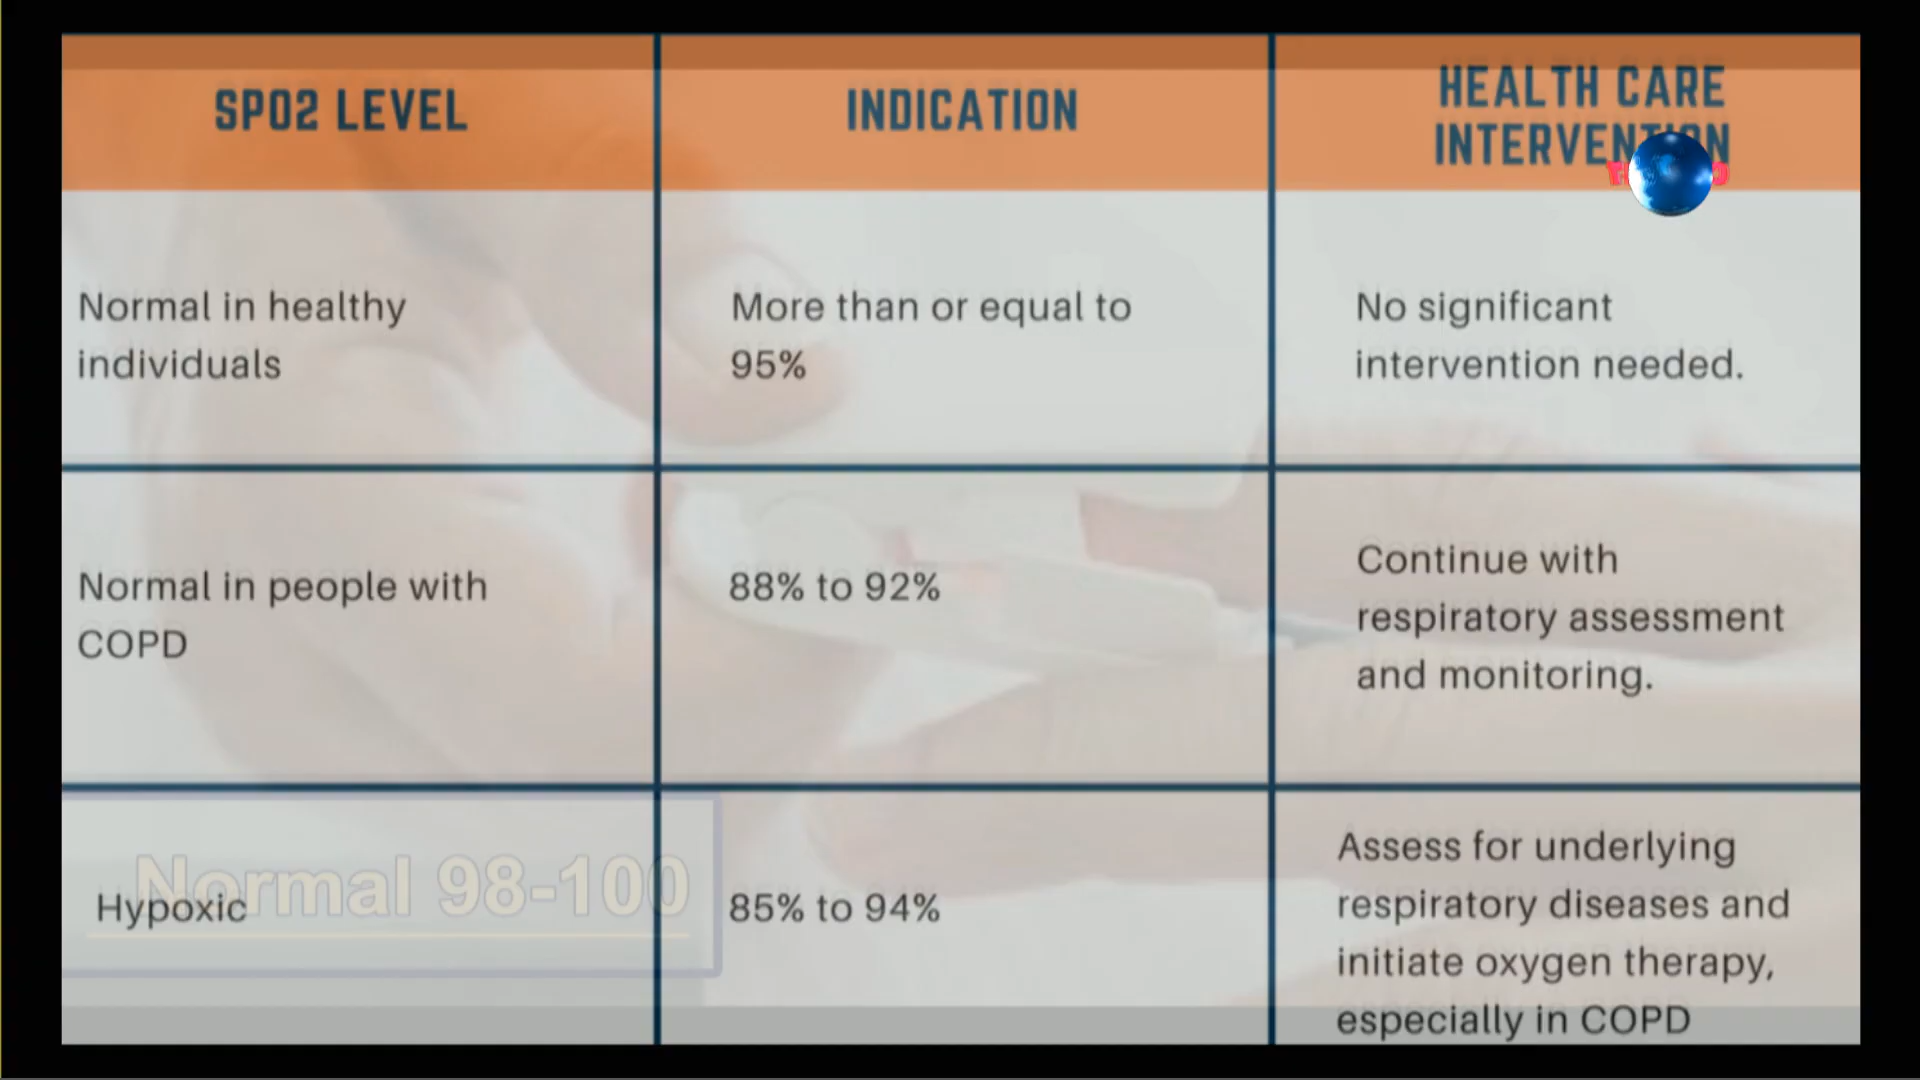 SPO2 LEVEL
INDICATION
HEALTH CARE
INTERVENTION
Normal in healthy
individuals
More than or equal to
95%
No significant
intervention needed.
Normal in people with
COPD
88% to 92%
Continue with
respiratory assessment
and monitoring.
Normal 98-100
Hypoxic
85% to 94%
Assess for underlying
respiratory diseases and
initiate oxygen therapy,
especially in COPD